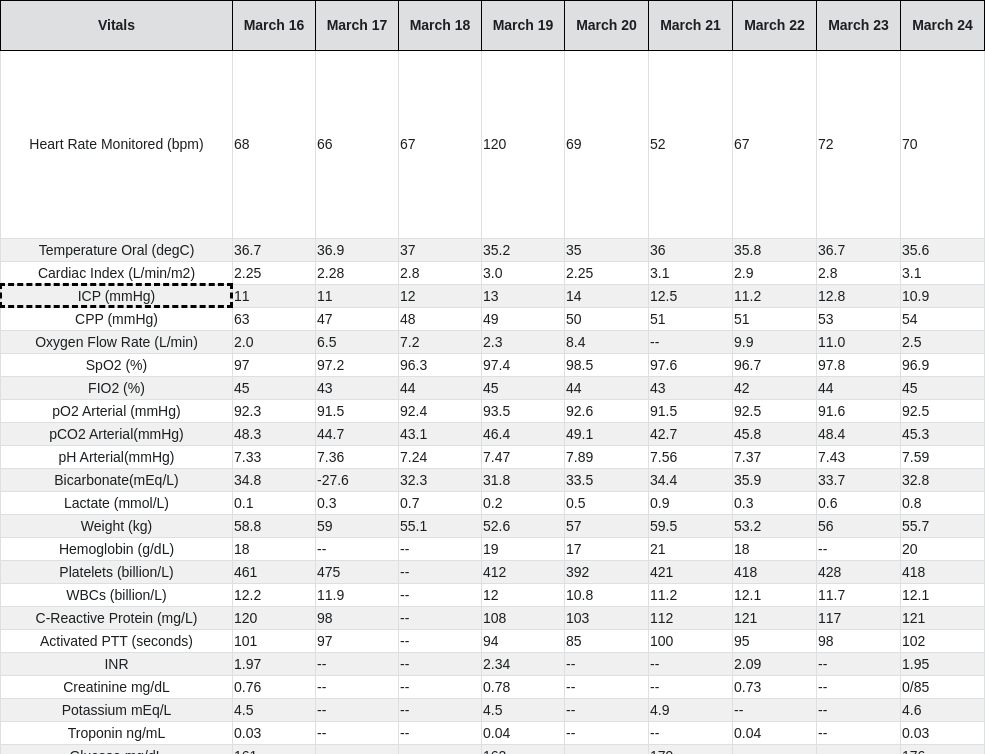 Vitals March 16 March 17 March 18 March 19 March 20 March 21 March 22 March 23 March 24
Heart Rate Monitored (bpm) 68 66 67 120 69 52 67 72 70
Temperature Oral (degC) 36.7 36.9 37 35.2 35 36 35.8 36.7 35.6
Cardiac Index (L/min/m2) 2.25 2.28 2.8 3.0 2.25 3.1 2.9 2.8 3.1
ICP (mmHg) 11 11 12 13 14 12.5 11.2 12.8 10.9
CPP (mmHg) 63 47 48 49 50 51 51 53 54
Oxygen Flow Rate (L/min) 2.0 6.5 7.2 2.3 8.4 -- 9.9 11.0 2.5
SpO2 (%) 97 97.2 96.3 97.4 98.5 97.6 96.7 97.8 96.9
FIO2 (%) 45 43 44 45 44 43 42 44 45
pO2 Arterial (mmHg) 92.3 91.5 92.4 93.5 92.6 91.5 92.5 91.6 92.5
pCO2 Arterial(mmHg) 48.3 44.7 43.1 46.4 49.1 42.7 45.8 48.4 45.3
pH Arterial(mmHg) 7.33 7.36 7.24 7.47 7.89 7.56 7.37 7.43 7.59
Bicarbonate(mEq/L) 34.8 -27.6 32.3 31.8 33.5 34.4 35.9 33.7 32.8
Lactate (mmol/L) 0.1 0.3 0.7 0.2 0.5 0.9 0.3 0.6 0.8
Weight (kg) 58.8 59 55.1 52.6 57 59.5 53.2 56 55.7
Hemoglobin (g/dL) 18 -- -- 19 17 21 18 -- 20
Platelets (billion/L) 461 475 -- 412 392 421 418 428 418
WBCs (billion/L) 12.2 11.9 -- 12 10.8 11.2 12.1 11.7 12.1
C-Reactive Protein (mg/L) 120 98 -- 108 103 112 121 117 121
Activated PTT (seconds) 101 97 -- 94 85 100 95 98 102
INR 1.97 -- -- 2.34 -- -- 2.09 -- 1.95
Creatinine mg/dL 0.76 -- -- 0.78 -- -- 0.73 -- 0/85
Potassium mEq/L 4.5 -- -- 4.5 -- 4.9 -- -- 4.6
Troponin ng/mL 0.03 -- -- 0.04 -- -- 0.04 -- 0.03
Glucose mg/dL 161